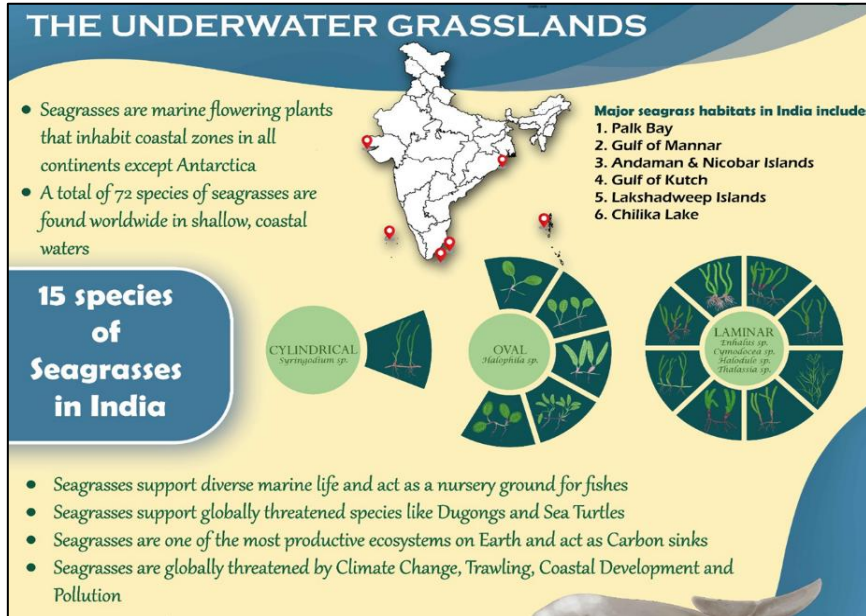 THE UNDERWATER GRASSLANDS
• Seagrasses are marine flowering plants
that inhabit coastal zones in all
continents except Antarctica
• A total of 72 species of seagrasses are
found worldwide in shallow, coastal
waters
Major seagrass habitats in India include
1. Palk Bay
2. Gulf of Mannar
3. Andaman & Nicobar Islands
4. Gulf of Kutch
5. Lakshadweep Islands
6. Chilika Lake
15 species
of
Seagrasses
in India
CYLINDRICAL
Syringodium sp.
OVAL
Halophila sp.
LAMINAR
Enhalus sp.
Cymodocea sp.
Halodule sp.
Thalassia sp.
• Seagrasses support diverse marine life and act as a nursery ground for fishes
• Seagrasses support globally threatened species like Dugongs and Sea Turtles
• Seagrasses are one of the most productive ecosystems on Earth and act as Carbon sinks
• Seagrasses are globally threatened by Climate Change, Trawling, Coastal Development and
Pollution